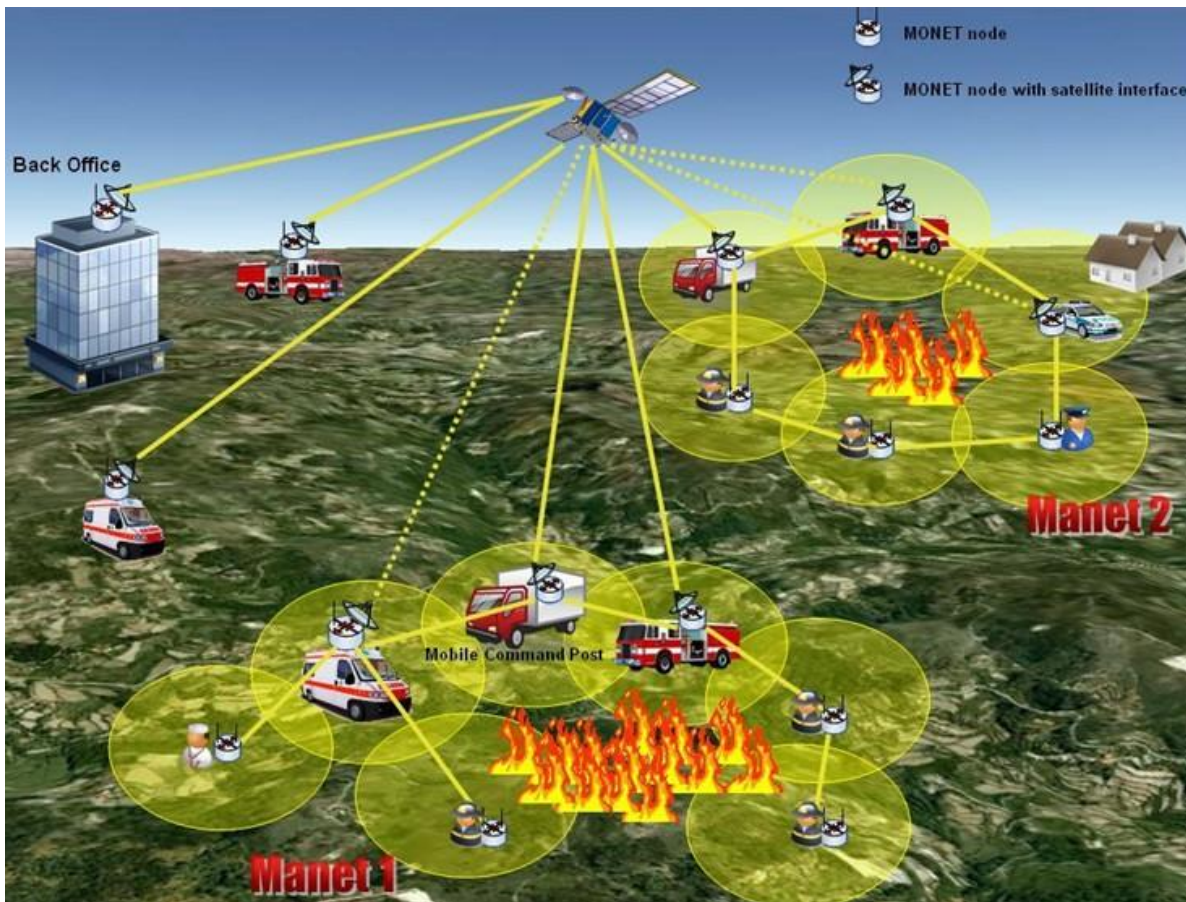 MONET node
MONET node with satellite interface
Back Office
Manet 2
Mobile Command Post
Manet 1